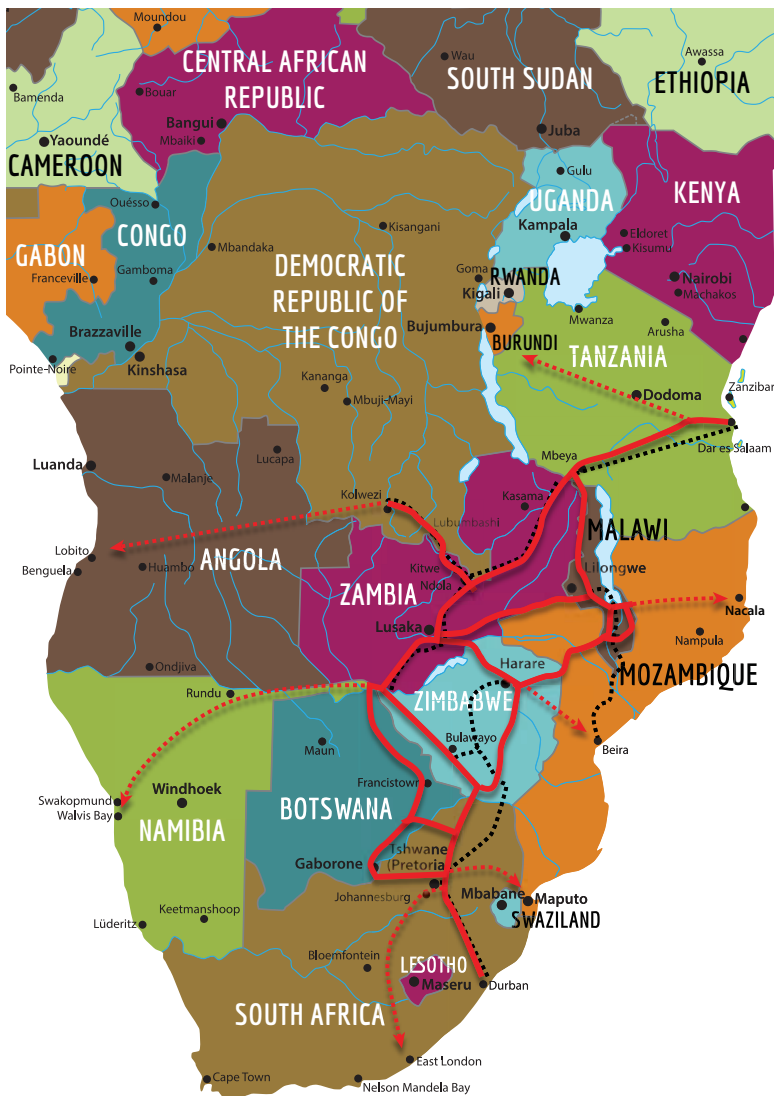 Moundou
CENTRAL AFRICAN
REPUBLIC
Wau
SOUTH SUDAN
Awassa
ETHIOPIA
Bamenda
Bouar
Bangui
Mbaiki
Juba
Yaoundé
CAMEROON
Gulu
UGANDA
Kampala
KENYA
Eldoret
Kisumu
Ouésso
CONGO
GABON
Franceville
Gamboma
Mbandaka
Kisangani
DEMOCRATIC
REPUBLIC OF
THE CONGO
Goma
RWANDA
Kigali
Nairobi
Machakos
Mwanza
Arusha
Brazzaville
Kinshasa
Pointe-Noire
Bujumbura
BURUNDI
TANZANIA
Kananga
Mbuji-Mayi
Dodoma
Zanzibar
Dar es Salaam
Luanda
Malanje
Lucapa
Mbeya
Kolwezi
Lubumbashi
Kasama
MALAWI
Lobito
Benguela
Huambo
ANGOLA
Kitwe
Ndola
Lilongwe
ZAMBIA
Lusaka
Nacala
Nampula
MOZAMBIQUE
Ondjiva
Rundu
Harare
ZIMBABWE
Maun
Bulawayo
Beira
Swakopmund
Walvis Bay
Windhoek
NAMIBIA
Francistown
BOTSWANA
Gaborone
Tshwane
(Pretoria
Johannesburg
Mbabane
Maputo
SWAZILAND
Lüderitz
Keetmanshoop
Bloemfontein
LESOTHO
Maseru
Durban
SOUTH AFRICA
East London
Cape Town
Nelson Mandela Bay